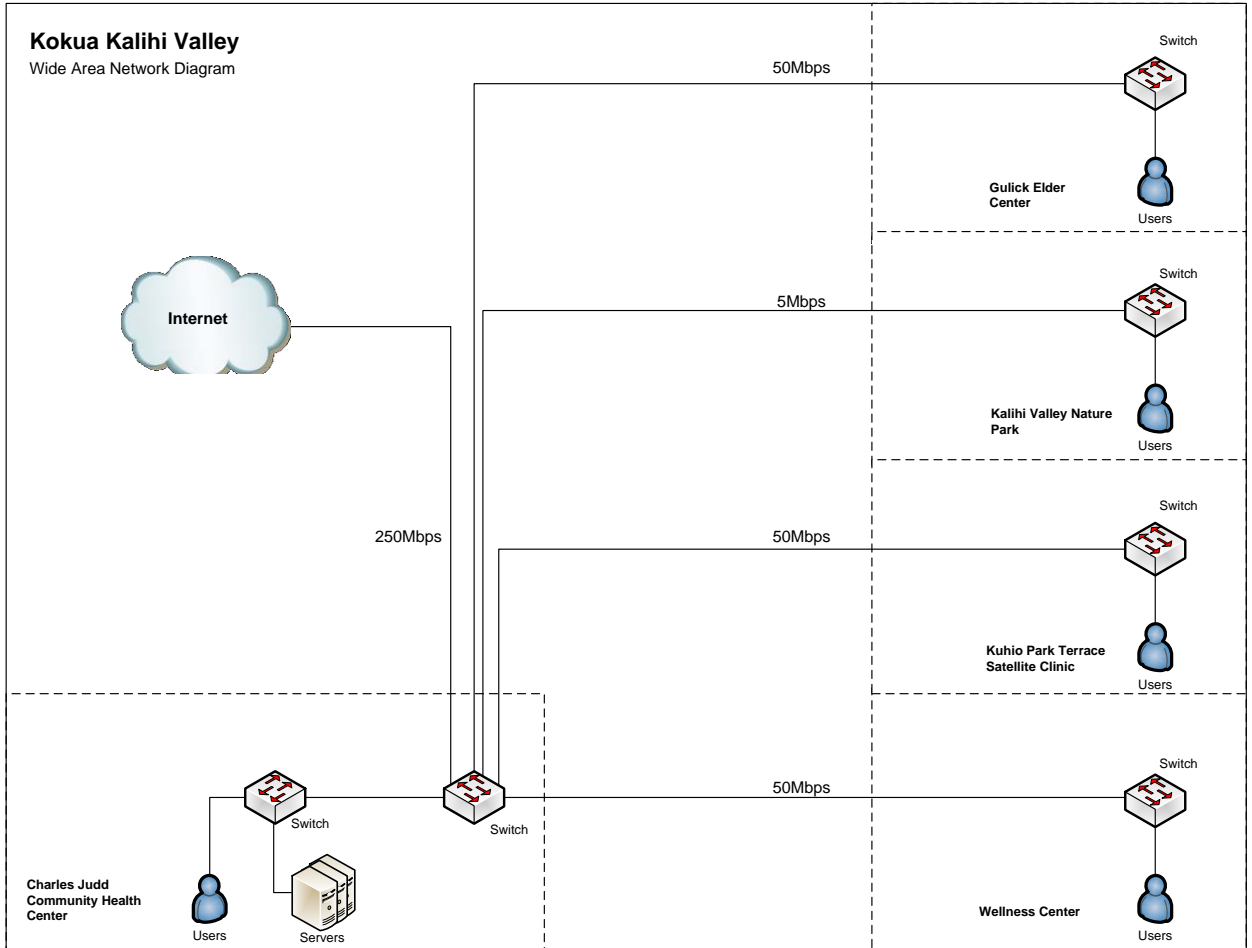 Kokua Kalihi Valley
Wide Area Network Diagram
Switch
50Mbps
Gulick Elder
Center
Users
Internet
Switch
5Mbps
Kalihi Valley Nature
Park
Users
250Mbps
Switch
50Mbps
Kuhio Park Terrace
Satellite Clinic
Users
Switch
50Mbps
Switch
Switch
Charles Judd
Community Health
Center
Users
Servers
Wellness Center
Users